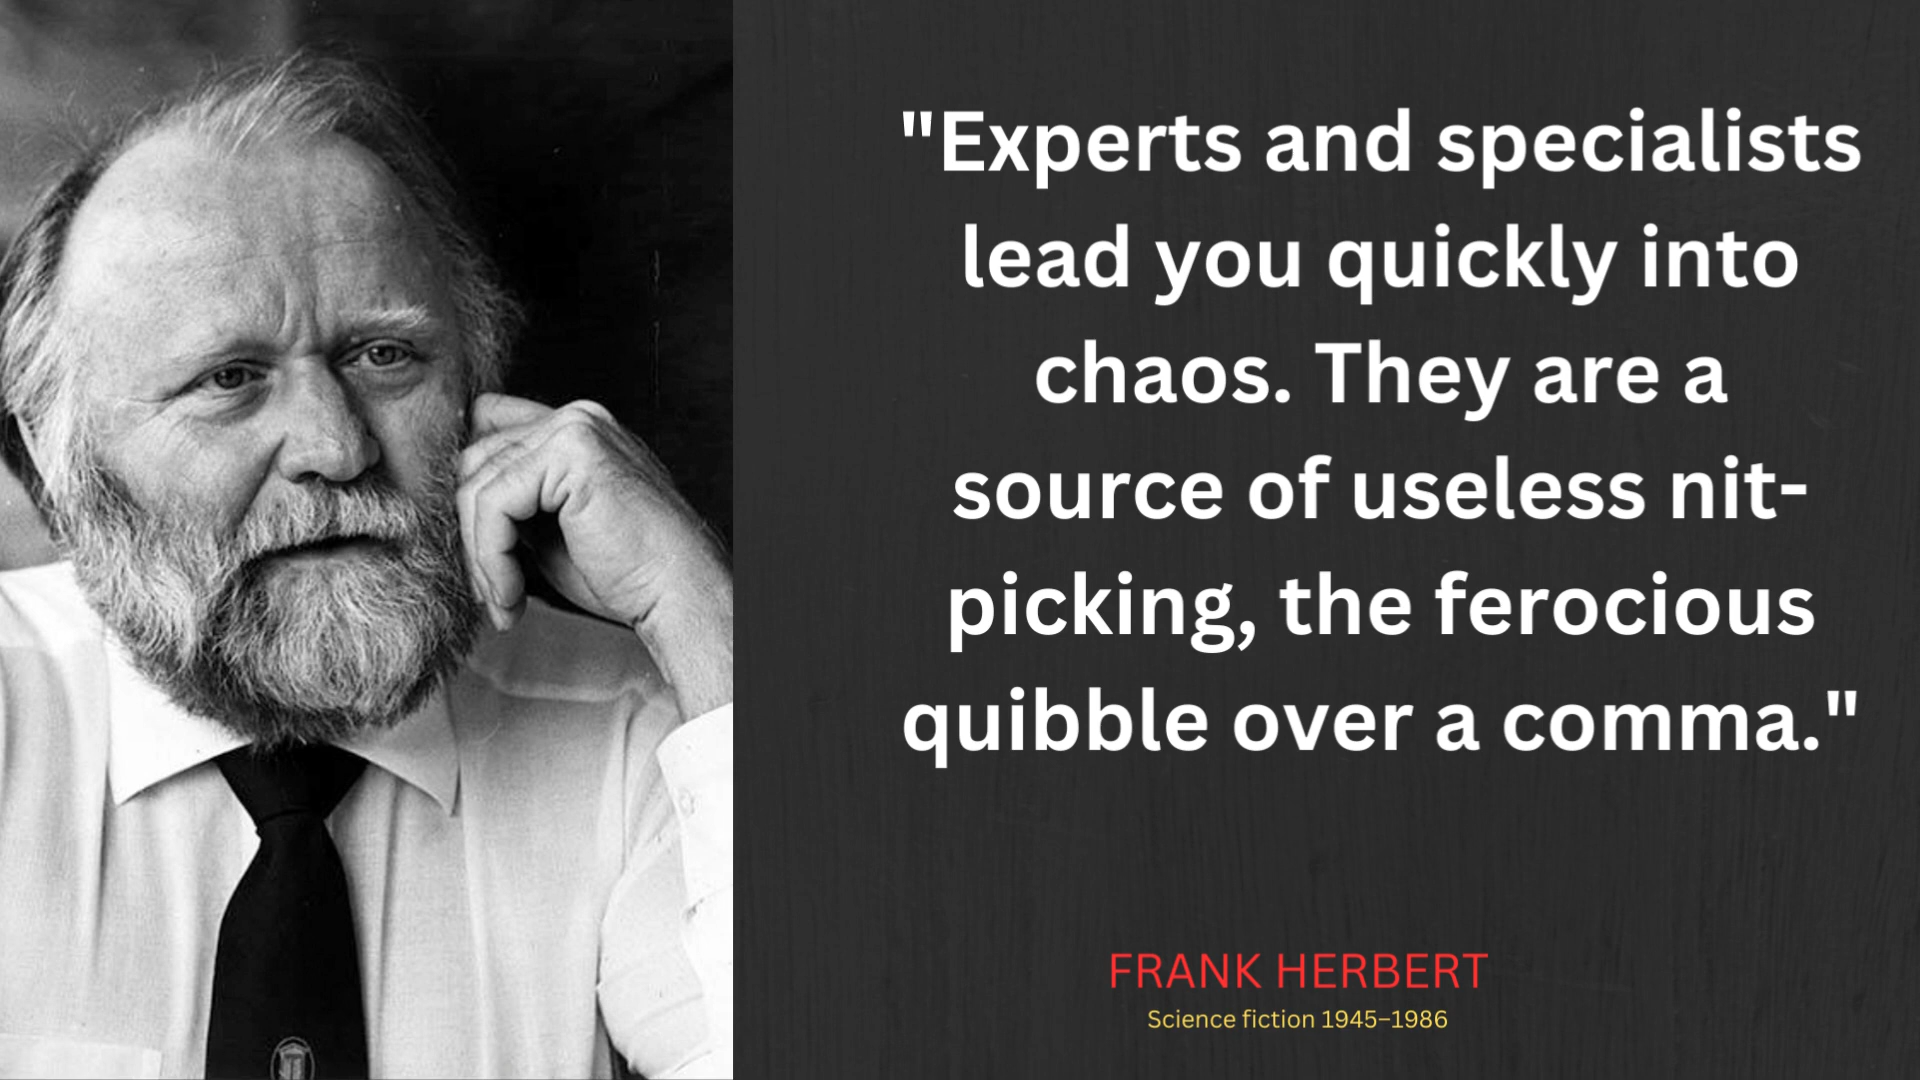 "Experts and specialists
lead you quickly into
chaos. They are a
source of useless nit-
picking, the ferocious
quibble over a comma."
FRANK HERBERT
Science fiction 1945–1986